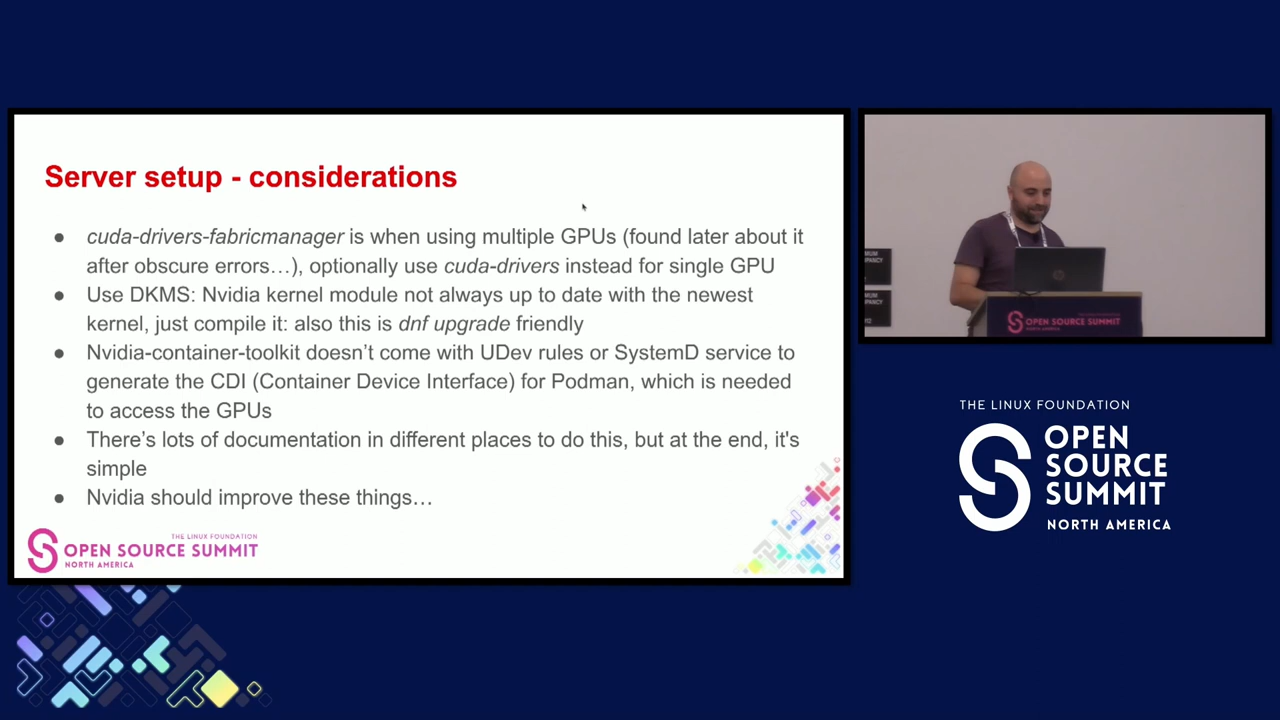 Server setup - considerations
● cuda-drivers-fabricmanager is when using multiple GPUs (found later about it
after obscure errors…), optionally use cuda-drivers instead for single GPU
● Use DKMS: Nvidia kernel module not always up to date with the newest
kernel, just compile it: also this is dnf upgrade friendly
● Nvidia-container-toolkit doesn't come with UDev rules or SystemD service to
generate the CDI (Container Device Interface) for Podman, which is needed
to access the GPUs
● There's lots of documentation in different places to do this, but at the end, it's
simple
● Nvidia should improve these things…
THE LINUX FOUNDATION
OPEN SOURCE SUMMIT
NORTH AMERICA
OPEN SOURCE SUMMIT
NORTH AMERICA
THE LINUX FOUNDATION
OPEN
SOURCE
SUMMIT
NORTH AMERICA